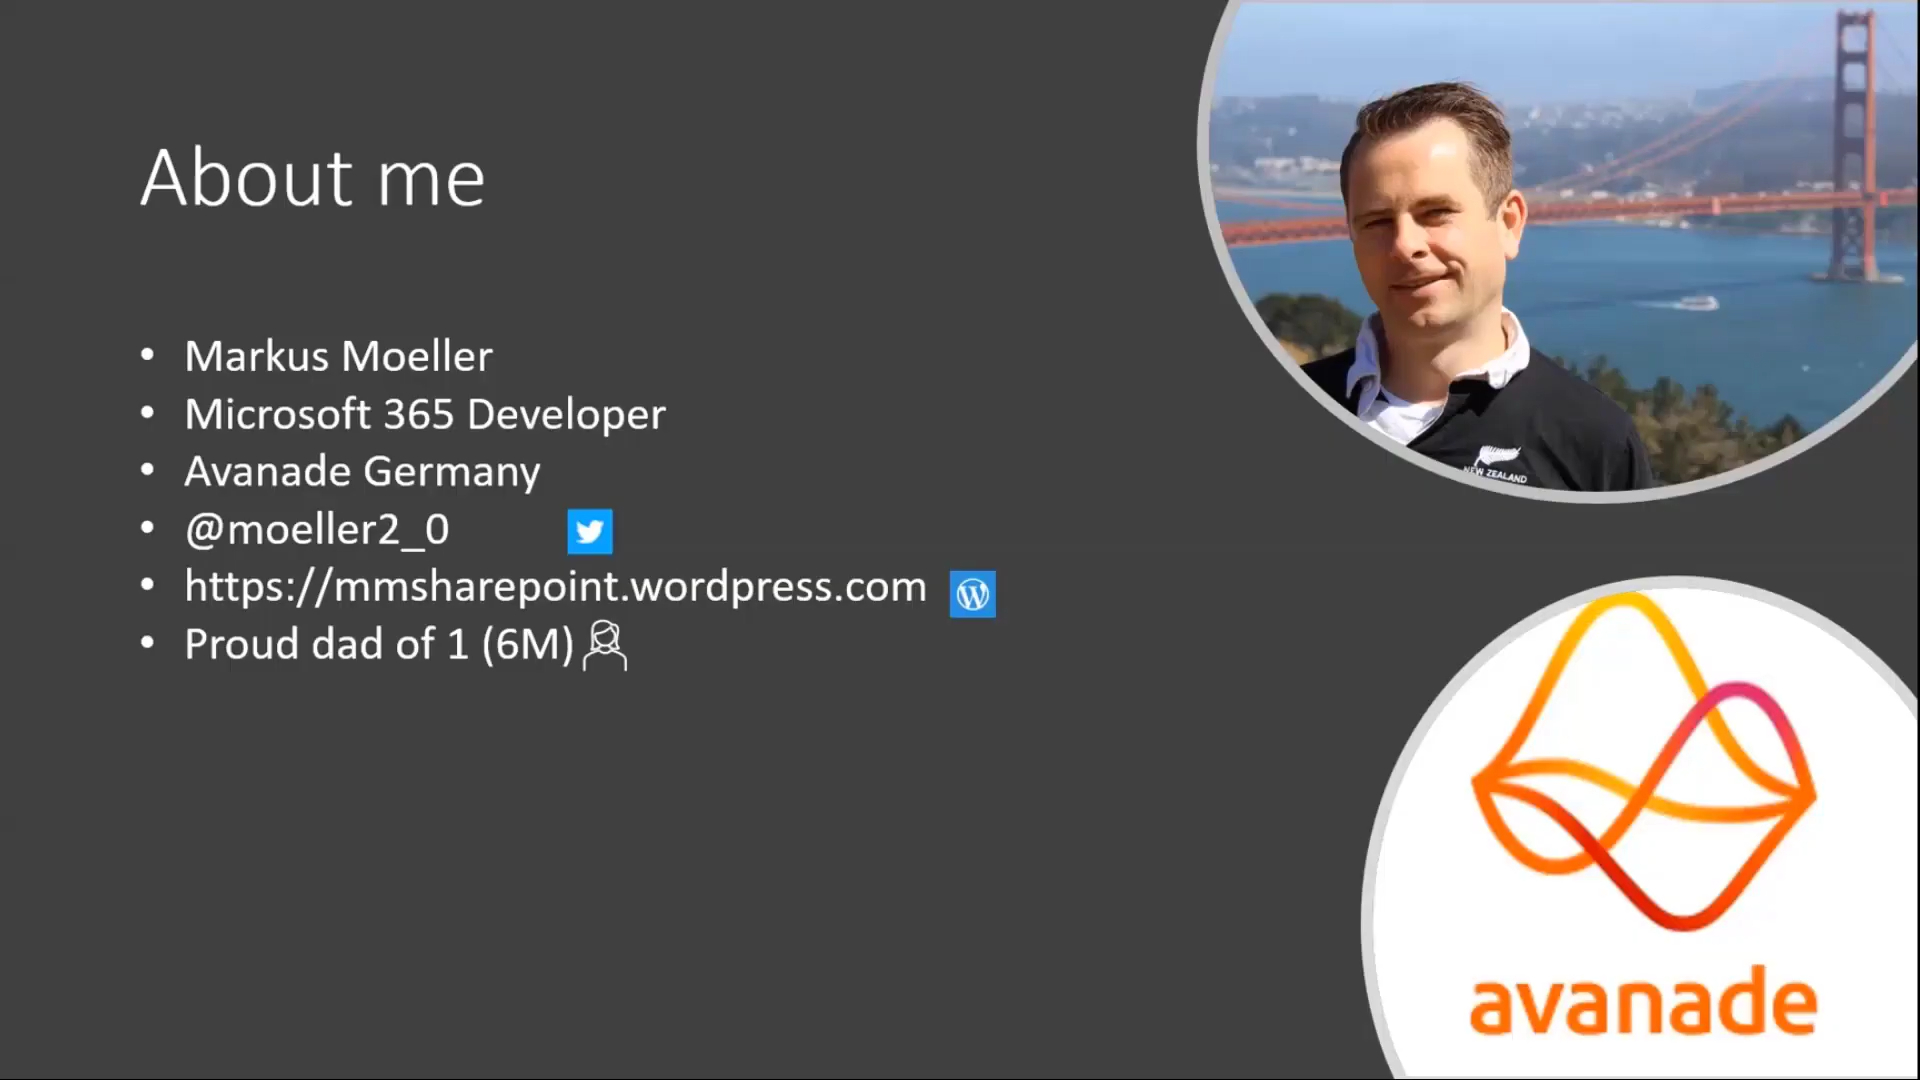 About me
Markus Moeller
Microsoft 365 Developer
Avanade Germany
@moeller2_0
https://mmsharepoint.wordpress.com
Proud dad of 1 (6M)
NEW ZEALAND
avanade